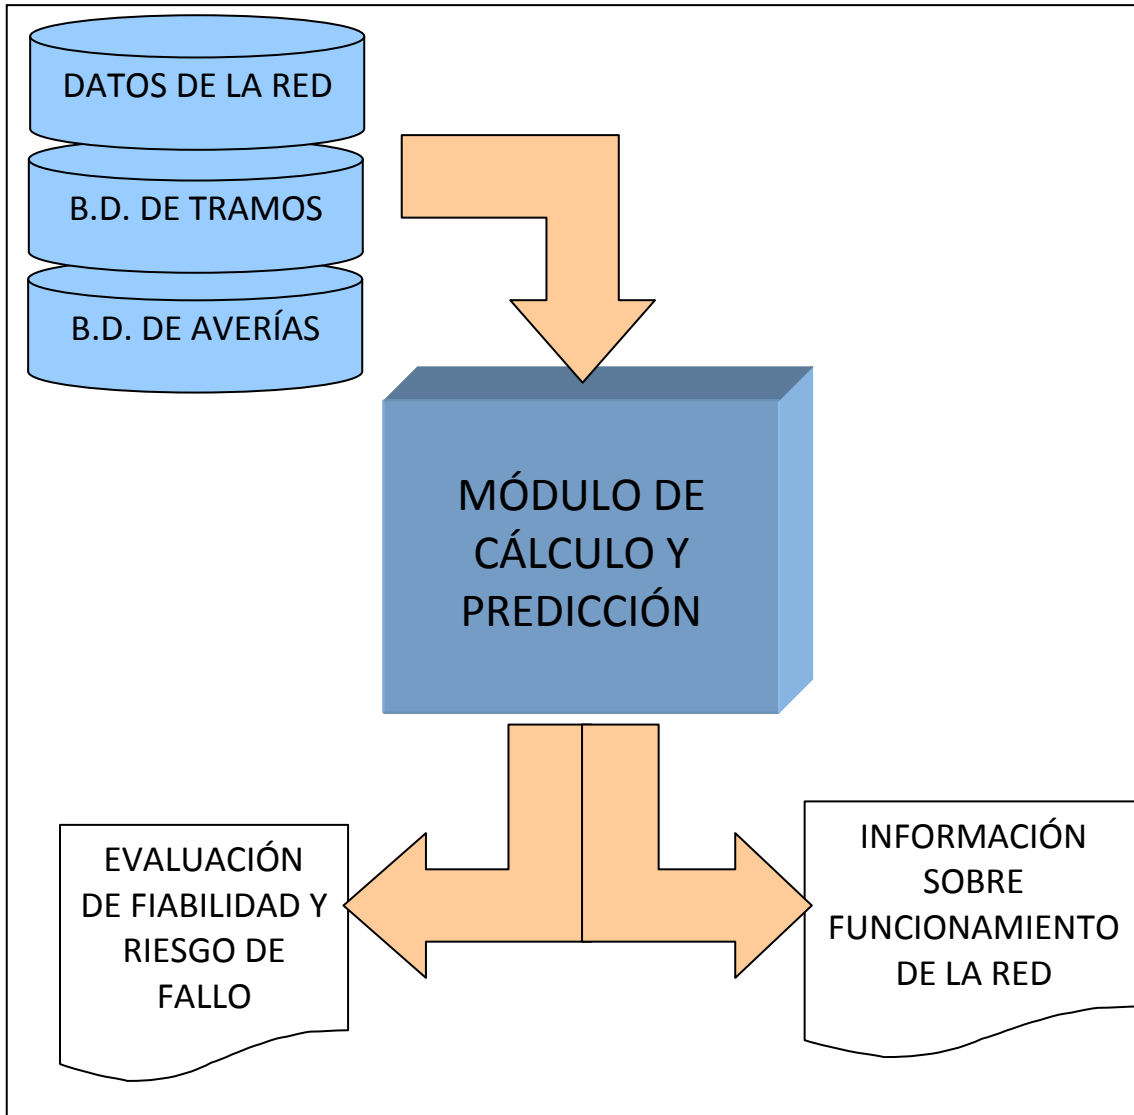 DATOS DE LA RED
B.D. DE TRAMOS
B.D. DE AVERÍAS
MÓDULO DE
CÁLCULO Y
PREDICCIÓN
EVALUACIÓN
DE FIABILIDAD Y
RIESGO DE
FALLO
INFORMACIÓN
SOBRE
FUNCIONAMIENTO
DE LA RED